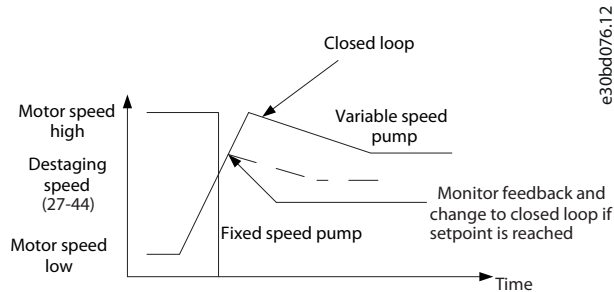 e30bd076.12
Closed loop
Motor speed
high
Variable speed
pump
Destaging
speed
(27-44)
Monitor feedback and
change to closed loop if
setpoint is reached
Fixed speed pump
Motor speed
low
Time